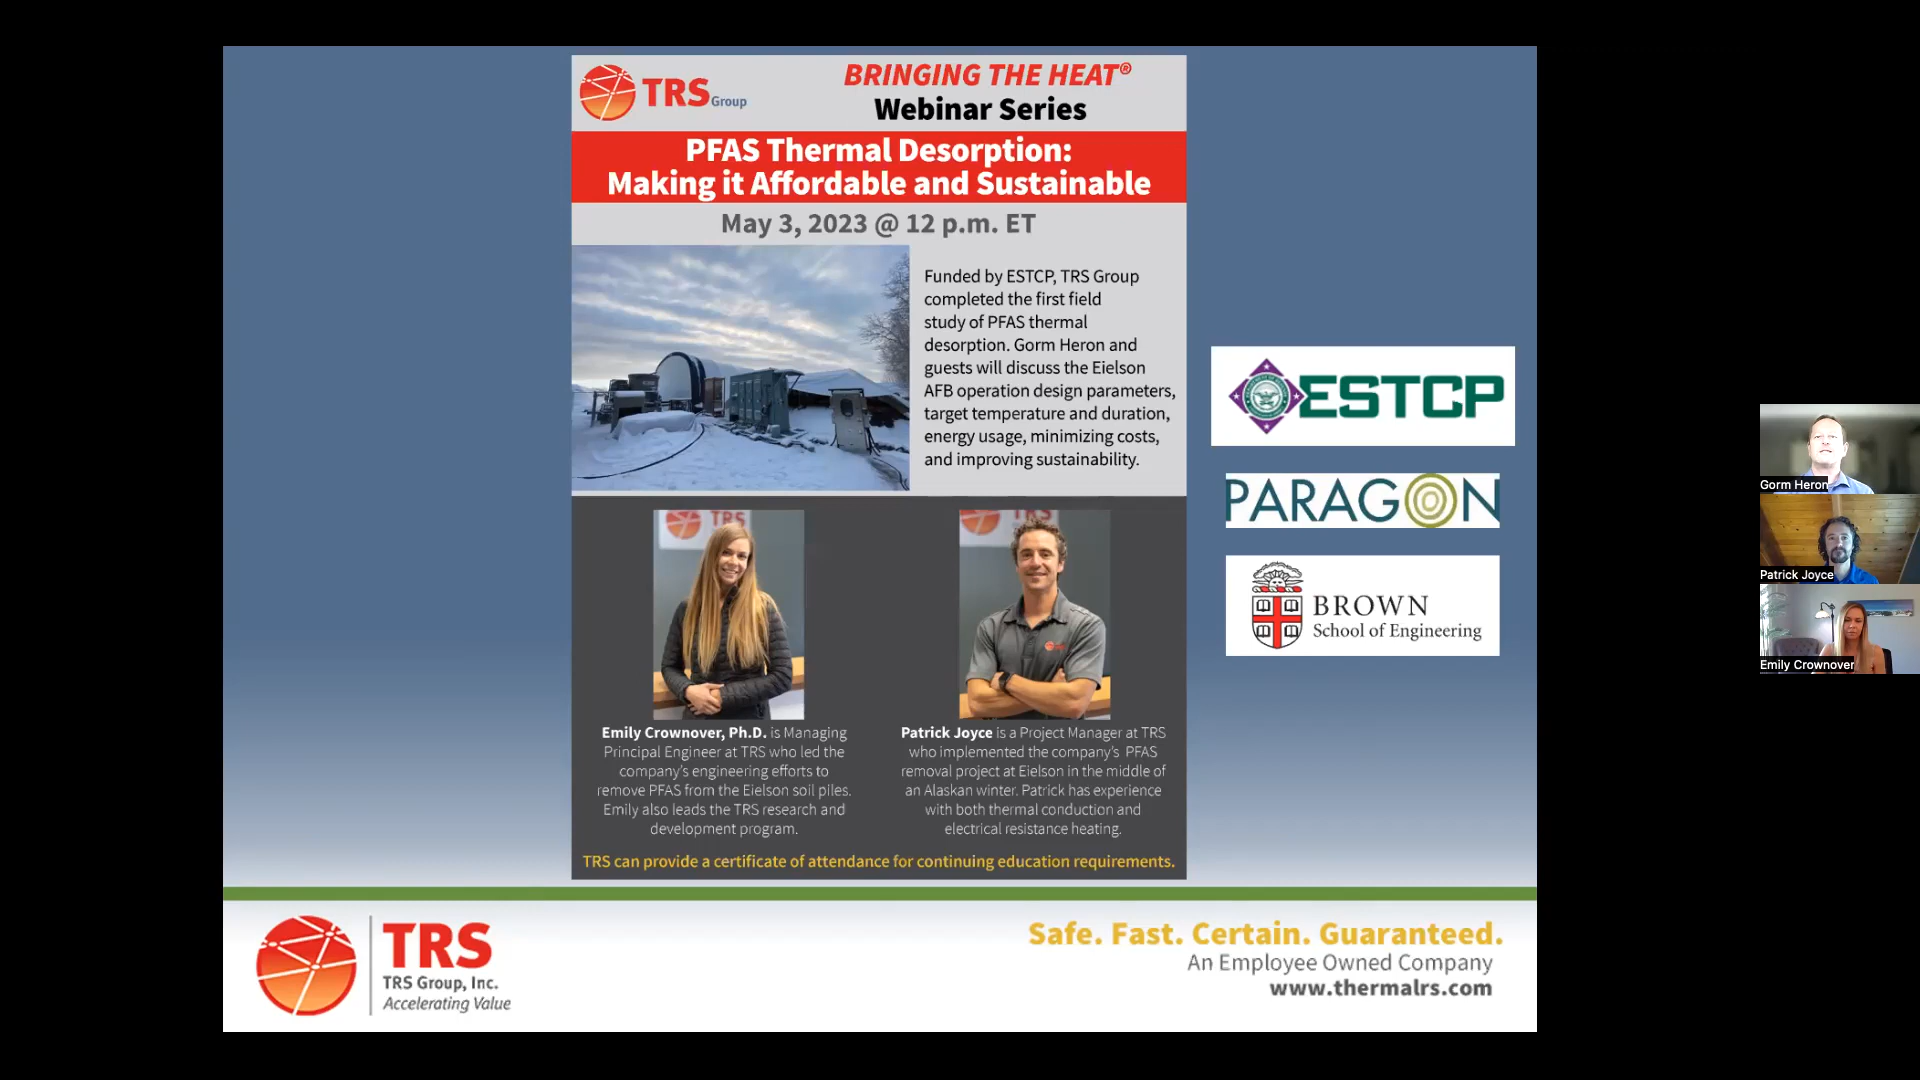 TRS Group
BRINGING THE HEAT®
Webinar Series
PFAS Thermal Desorption:
Making it Affordable and Sustainable
May 3, 2023 @ 12 p.m. ET
Funded by ESTCP, TRS Group
completed the first field
study of PFAS thermal
desorption. Gorm Heron and
guests will discuss the Eielson
AFB operation design parameters,
target temperature and duration,
energy usage, minimizing costs,
and improving sustainability.
TRS
TRS
Emily Crownover, Ph.D. is Managing
Principal Engineer at TRS who led the
company's engineering efforts to
remove PFAS from the Eielson soil piles.
Emily also leads the TRS research and
development program.
Patrick Joyce is a Project Manager at TRS
who implemented the company's PFAS
removal project at Eielson in the middle of
an Alaskan winter. Patrick has experience
with both thermal conduction and
electrical resistance heating.
TRS can provide a certificate of attendance for continuing education requirements.
ESTCP
PARAGON
BROWN
School of Engineering
Gorm Heron
Patrick Joyce
Emily Crownover
TRS
TRS Group, Inc.
Accelerating Value
Safe. Fast. Certain. Guaranteed.
An Employee Owned Company
www.thermalrs.com